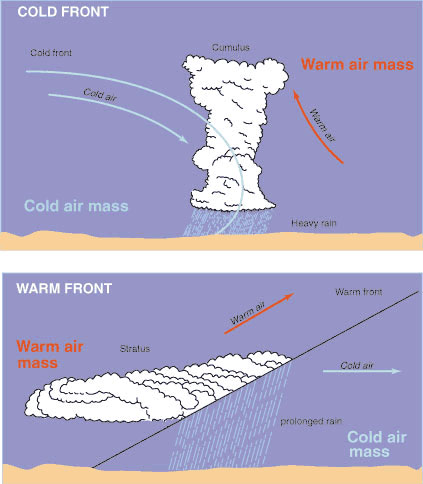 COLD FRONT
Cumulus
Cold front
Warm air mass
Cold air
Warm air
Cold air mass
Heavy rain
WARM FRONT
Warm front
Warm air
Warm air
mass
Stratus
Cold air
prolonged rain
Cold air
mass